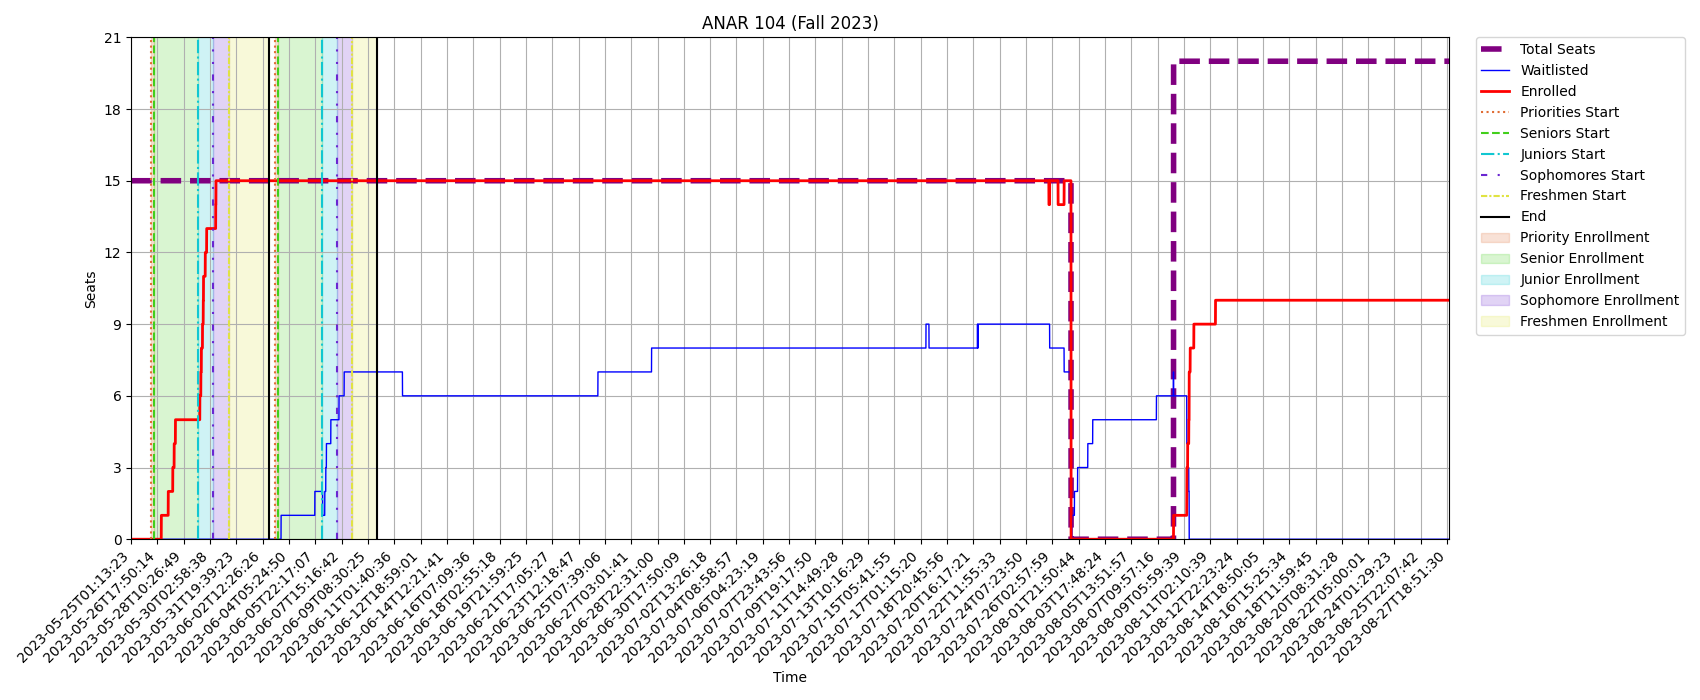 ANAR 104 (Fall 2023)
21
18
15
12
9
6
3
0
Seats
2023-05-25T01:13:23
2023-05-26T17:50:14
2023-05-28T10:26:49
2023-05-30T02:58:38
2023-05-31T19:39:23
2023-06-02T12:26:26
2023-06-04T05:24:50
2023-06-05T22:17:07
2023-06-07T15:16:42
2023-06-09T08:30:25
2023-06-11T01:40:36
2023-06-12T18:59:01
2023-06-14T12:21:41
2023-06-16T07:09:36
2023-06-18T02:55:18
2023-06-19T21:59:25
2023-06-21T17:05:27
2023-06-23T12:18:47
2023-06-25T07:39:06
2023-06-27T03:01:41
2023-06-28T22:31:00
2023-06-30T17:50:09
2023-07-02T13:26:18
2023-07-04T08:58:57
2023-07-06T04:23:19
2023-07-07T23:43:56
2023-07-09T19:17:50
2023-07-11T14:49:28
2023-07-13T10:16:29
2023-07-15T05:41:55
2023-07-17T01:15:20
2023-07-18T20:45:56
2023-07-20T16:17:21
2023-07-22T11:55:33
2023-07-24T07:23:50
2023-07-26T02:57:59
2023-08-01T21:50:44
2023-08-03T17:48:24
2023-08-05T13:51:57
2023-08-07T09:57:16
2023-08-09T05:59:39
2023-08-11T02:10:39
2023-08-12T22:23:24
2023-08-14T18:50:05
2023-08-16T15:25:34
2023-08-18T11:59:45
2023-08-20T08:31:28
2023-08-22T05:00:01
2023-08-24T01:29:23
2023-08-25T22:07:42
2023-08-27T18:51:30
Time
Total Seats
Waitlisted
Enrolled
Priorities Start
Seniors Start
Juniors Start
Sophomores Start
Freshmen Start
End
Priority Enrollment
Senior Enrollment
Junior Enrollment
Sophomore Enrollment
Freshmen Enrollment